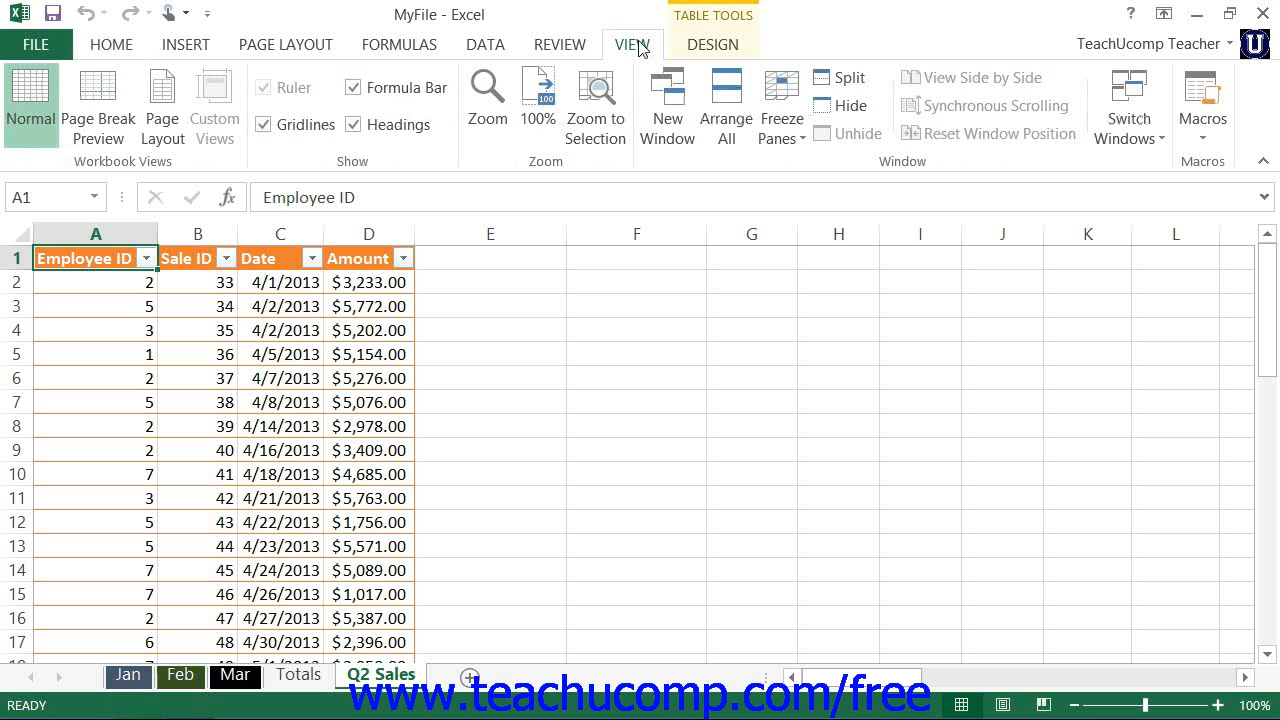 MyFile - Excel
TABLE TOOLS
?
FILE HOME INSERT PAGE LAYOUT FORMULAS DATA REVIEW VIEW DESIGN TeachUcomp Teacher U
Normal
Page Break Preview
Page Layout
Custom Views
Workbook Views
Ruler
Formula Bar
Gridlines
Headings
Show
Zoom
100
100%
Zoom to Selection
Zoom
New Window
Arrange All
Freeze Panes
Split
Hide
Unhide
View Side by Side
Synchronous Scrolling
Reset Window Position
Switch Windows
Window
Macros
Macros
A1 fx Employee ID
A B C D E F G H I J K L
1 Employee ID Sale ID Date Amount
2 2 33 4/1/2013 $3,233.00
3 5 34 4/2/2013 $5,772.00
4 3 35 4/2/2013 $5,202.00
5 1 36 4/5/2013 $5,154.00
6 2 37 4/7/2013 $5,276.00
7 5 38 4/8/2013 $5,076.00
8 2 39 4/14/2013 $2,978.00
9 2 40 4/16/2013 $3,409.00
10 7 41 4/18/2013 $4,685.00
11 3 42 4/21/2013 $5,763.00
12 5 43 4/22/2013 $1,756.00
13 5 44 4/23/2013 $5,571.00
14 7 45 4/24/2013 $5,089.00
15 7 46 4/26/2013 $1,017.00
16 2 47 4/27/2013 $5,387.00
17 6 48 4/30/2013 $2,396.00
Jan Feb Mar Totals Q2 Sales
www.teachucomp.com/free
READY 100%